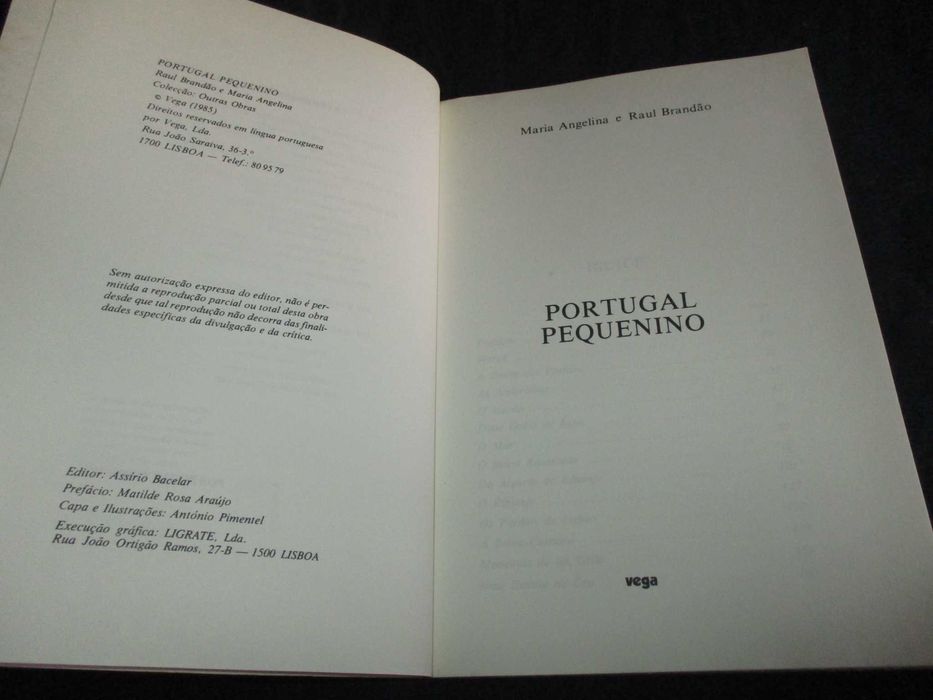 PORTUGAL PEQUENINO
Raul Brandão e Maria Angelina
Colecção: Outras Obras
© Vega (1985)
Direitos reservados em língua portuguesa
por Vega, Lda.
Rua João Saraiva, 36-3.º
1700 LISBOA — Telef.: 80 95 79
Sem autorização expressa do editor, não é per-
mitida a reprodução parcial ou total desta obra
desde que tal reprodução não decorra das finali-
dades específicas da divulgação e da crítica.
Editor: Assírio Bacelar
Prefácio: Matilde Rosa Araújo
Capa e Ilustrações: António Pimentel
Execução gráfica: LIGRATE, Lda.
Rua João Ortigão Ramos, 27-B — 1500 LISBOA
Maria Angelina e Raul Brandão
PORTUGAL
PEQUENINO
vega